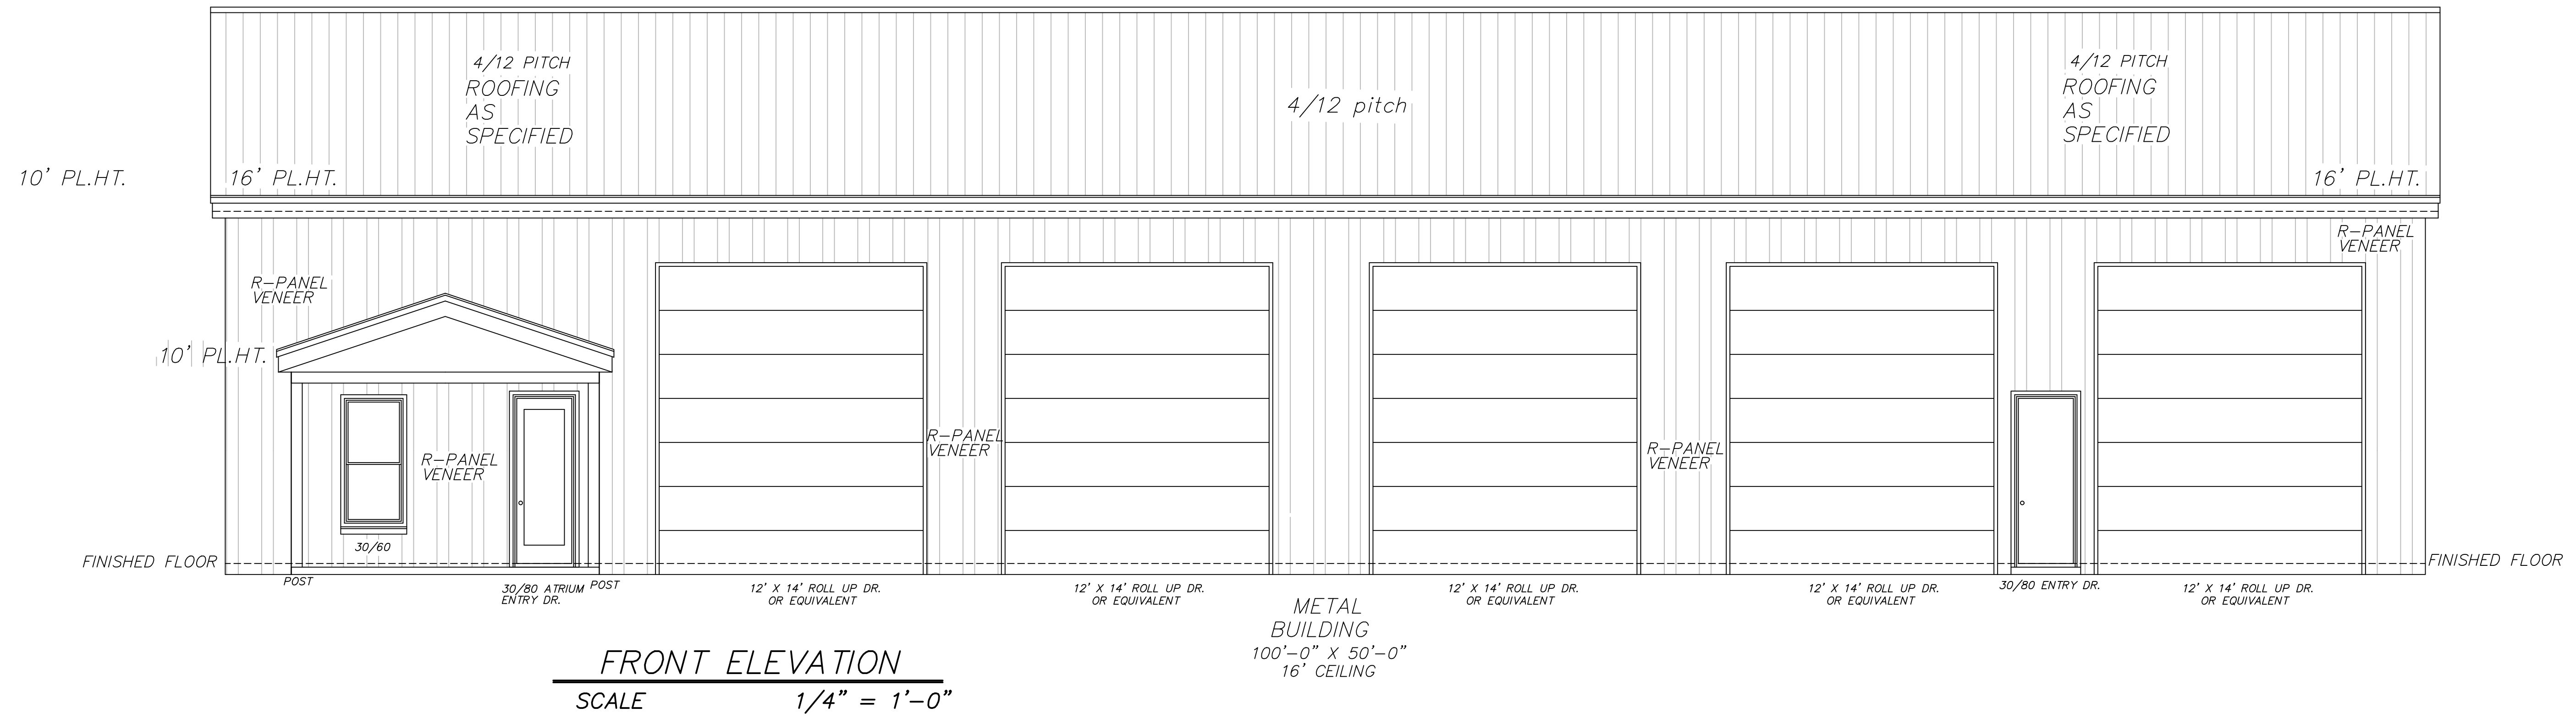 4/12 PITCH
ROOFING
AS
SPECIFIED
4/12 pitch
4/12 PITCH
ROOFING
AS
SPECIFIED
10' PL.HT.
16' PL.HT.
16' PL.HT.
R-PANEL
VENEER
R-PANEL
VENEER
10' PL.HT.
R-PANEL
VENEER
R-PANEL
VENEER
R-PANEL
VENEER
30/60
FINISHED FLOOR
FINISHED FLOOR
POST
30/80 ATRIUM
ENTRY DR.
POST
12' X 14' ROLL UP DR.
OR EQUIVALENT
12' X 14' ROLL UP DR.
OR EQUIVALENT
12' X 14' ROLL UP DR.
OR EQUIVALENT
12' X 14' ROLL UP DR.
OR EQUIVALENT
30/80 ENTRY DR.
12' X 14' ROLL UP DR.
OR EQUIVALENT
METAL
BUILDING
100'-0" X 50'-0"
16' CEILING
FRONT ELEVATION
SCALE 1/4" = 1'-0"